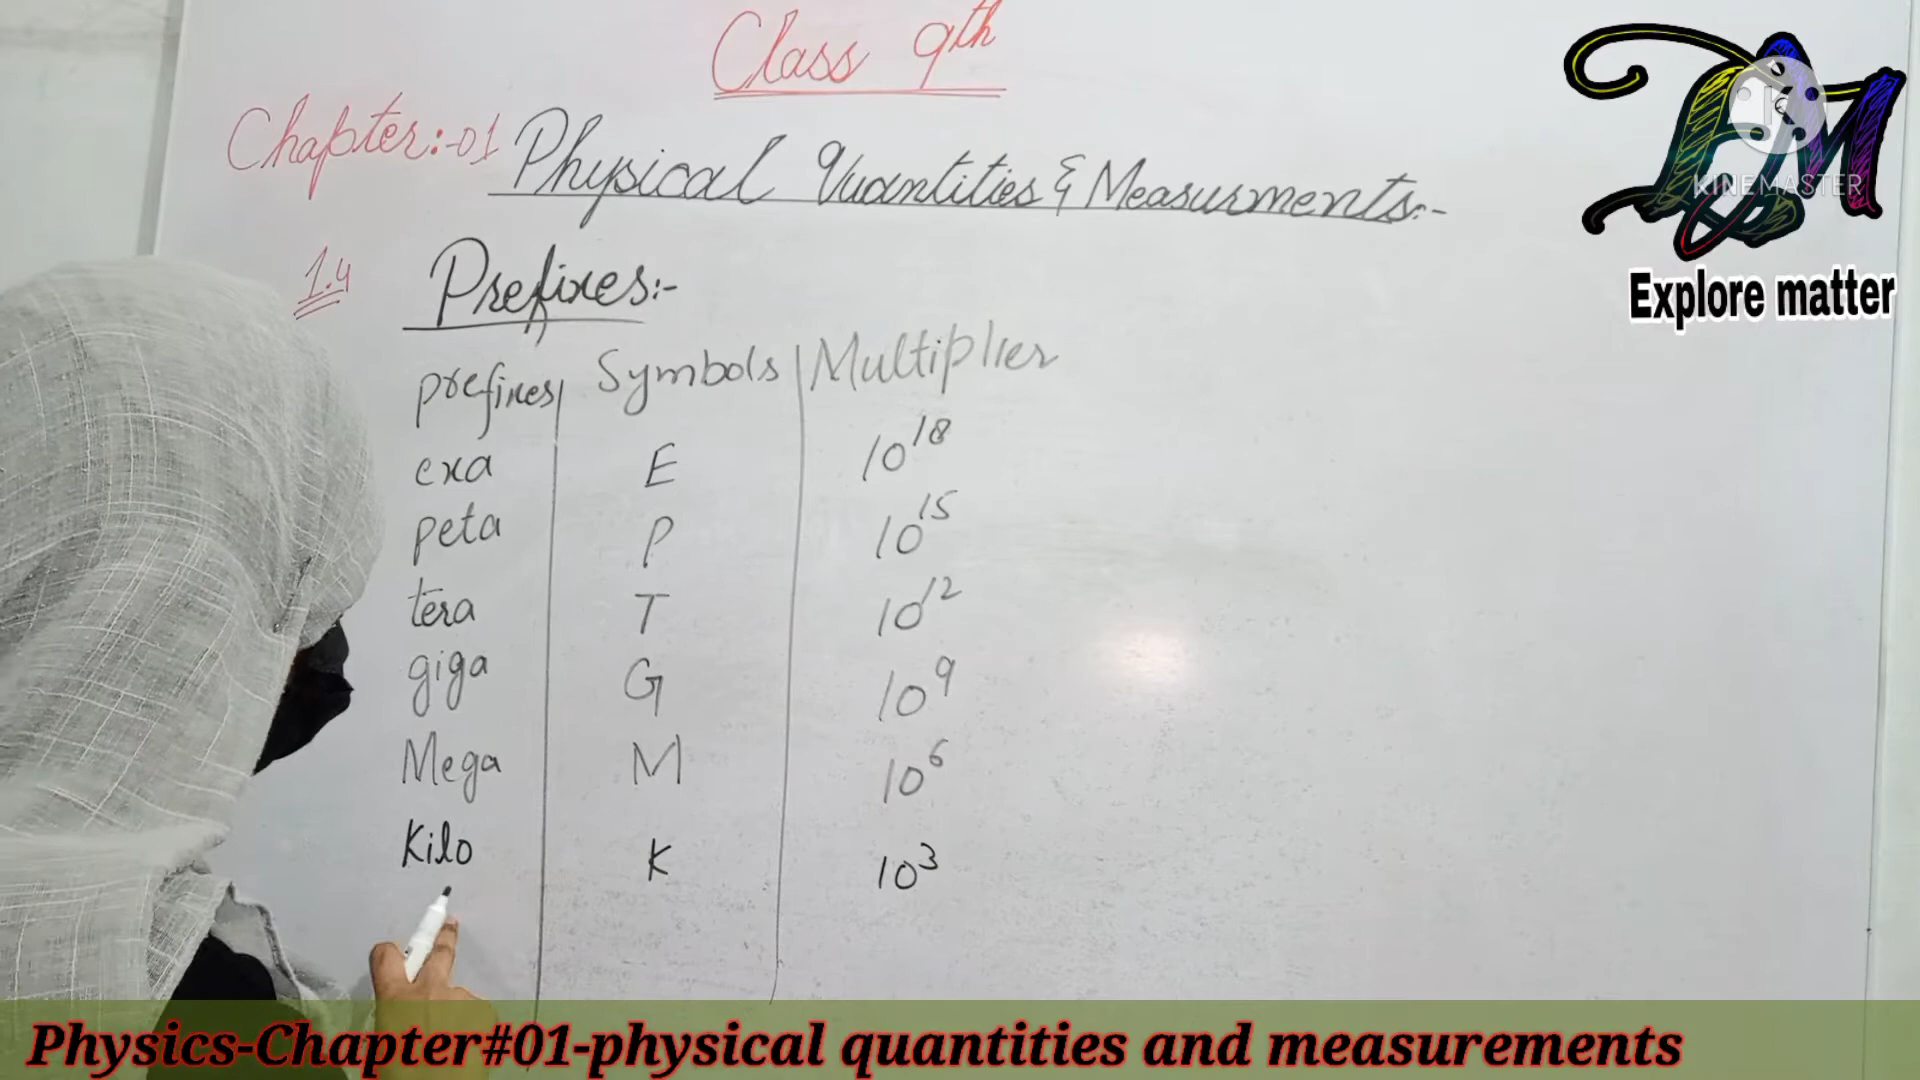 Class 9th
Chapter:-01 Physical Quantities & Measurments:-
KINEMASTER
Explore matter
1.4 Prefixes:-
prefixes Symbols Multiplier
exa E 10^18
peta P 10^15
tera T 10^12
giga G 10^9
Mega M 10^6
Kilo K 10^3
Physics-Chapter#01-physical quantities and measurements